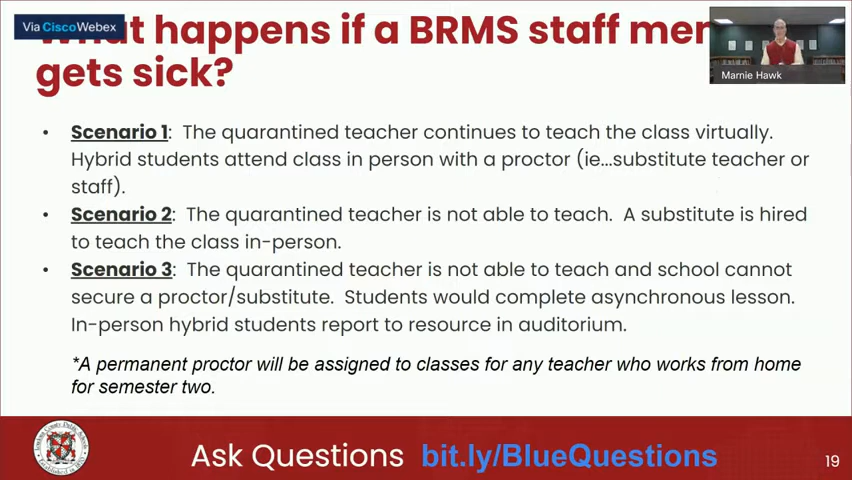 Via CiscoWebex
What happens if a BRMS staff mem
gets sick?
Marnie Hawk
• Scenario 1: The quarantined teacher continues to teach the class virtually.
Hybrid students attend class in person with a proctor (ie...substitute teacher or
staff).
• Scenario 2: The quarantined teacher is not able to teach. A substitute is hired
to teach the class in-person.
• Scenario 3: The quarantined teacher is not able to teach and school cannot
secure a proctor/substitute. Students would complete asynchronous lesson.
In-person hybrid students report to resource in auditorium.
*A permanent proctor will be assigned to classes for any teacher who works from home
for semester two.
Ask Questions bit.ly/BlueQuestions
19